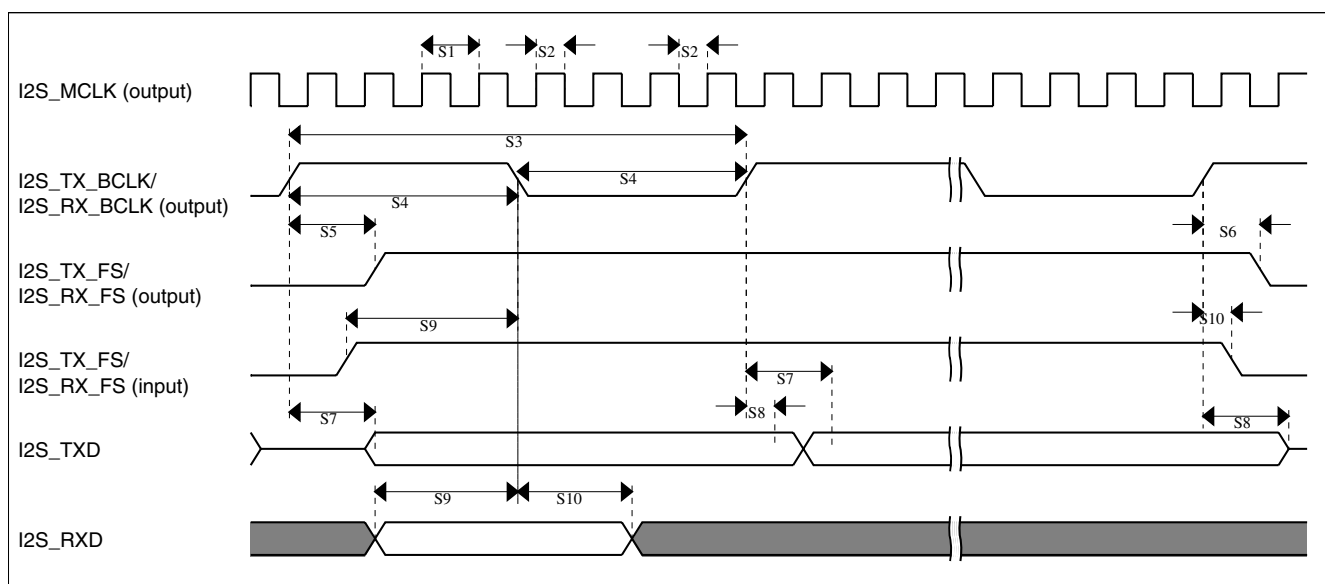 S1
S2
S2
I2S_MCLK (output)
S3
I2S_TX_BCLK/
I2S_RX_BCLK (output)
S4
S4
S5
S6
I2S_TX_FS/
I2S_RX_FS (output)
S9
S10
I2S_TX_FS/
I2S_RX_FS (input)
S7
S7
S8
S8
I2S_TXD
S9
S10
I2S_RXD